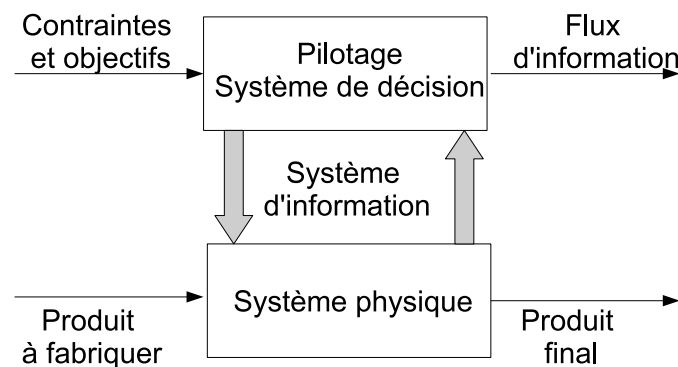 Contraintes
et objectifs
Pilotage
Système de décision
Flux
d'information
Système
d'information
Système physique
Produit
à fabriquer
Produit
final